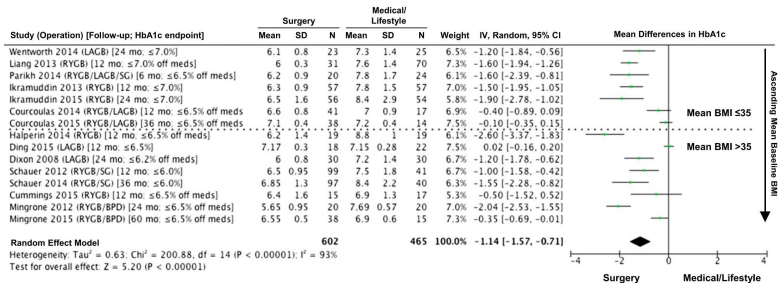 Surgery Medical/Lifestyle
Study (Operation) [Follow-up; HbA1c endpoint] Mean SD N Mean SD N Weight IV, Random, 95% CI Mean Differences in HbA1c
Wentworth 2014 (LAGB) [24 mo; ≤7.0%] 6.1 0.8 23 7.3 1.4 25 6.5% -1.20 (-1.84, -0.56)
Liang 2013 (RYGB) [12 mo; ≤7.0% off meds] 6 0.3 31 7.6 1.4 70 7.1% -1.60 (-1.94, -1.26)
Parikh 2014 (RYGB/LAGB/SG) [6 mo; ≤6.5% off meds] 6.2 0.9 20 7.8 1.7 24 6.1% -1.60 (-2.39, -0.81)
Ikramuddin 2013 (RYGB) [12 mo; ≤7.0%] 6.3 0.9 57 7.8 1.5 57 6.9% -1.50 (-1.95, -1.05)
Ikramuddin 2015 (RYGB) [24 mo; ≤7.0%] 6.5 1.6 56 8.4 2.9 54 5.8% -1.90 (-2.78, -1.02)
Courcoulas 2014 (RYGB/LAGB) [12 mo; ≤6.5% off meds 6.6 0.8 41 7 0.9 17 6.8% -0.40 (-0.89, 0.09)
Courcoulas 2015 (RYGB/LAGB) [36 mo; ≤6.5% off meds] 7.1 0.4 38 7.2 0.4 14 7.2% -0.10 (-0.35, 0.15) Mean BMI ≤35
Halperin 2014 (RYGB) [12 mo; ≤6.5% off meds] 6.2 1.4 19 8.8 1 19 6.1% -2.60 (-3.37, -1.83)
Ding 2015 (LAGB) [12 mo; ≤6.5%] 7.17 0.3 18 7.15 0.28 22 7.2% 0.02 (-0.16, 0.20) Mean BMI >35
Dixon 2008 (LAGB) [24 mo; ≤6.2% off meds] 6 0.8 30 7.2 1.4 30 6.6% -1.20 (-1.78, -0.62)
Schauer 2012 (RYGB/SG) [12 mo; ≤6.0%] 6.5 0.95 99 7.5 1.8 41 6.6% -1.00 (-1.58, -0.42)
Schauer 2014 (RYGB/SG) [36 mo; ≤6.0%] 6.85 1.3 97 8.4 2.2 40 6.2% -1.55 (-2.28, -0.82)
Cummings 2015 (RYGB) [12 mo; ≤6.5% off meds] 6.4 1.6 15 6.9 1.3 17 5.4% -0.50 (-1.52, 0.52)
Mingrone 2012 (RYGB/BPD) [24 mo; ≤6.5% off meds] 5.65 0.95 20 7.69 0.57 20 6.8% -2.04 (-2.53, -1.55)
Mingrone 2015 (RYGB/BPD) [60 mo; ≤6.5% off meds] 6.55 0.5 38 6.9 0.6 15 7.1% -0.35 (-0.69, -0.01)
Ascending Mean Baseline BMI
Random Effect Model 602 465 100.0% -1.14 (-1.57, -0.71)
Heterogeneity: Tau² = 0.63; Chi² = 200.88, df = 14 (P < 0.00001); I² = 93%
Test for overall effect: Z = 5.20 (P < 0.00001)
-4 -2 0 2 4
Surgery Medical/Lifestyle